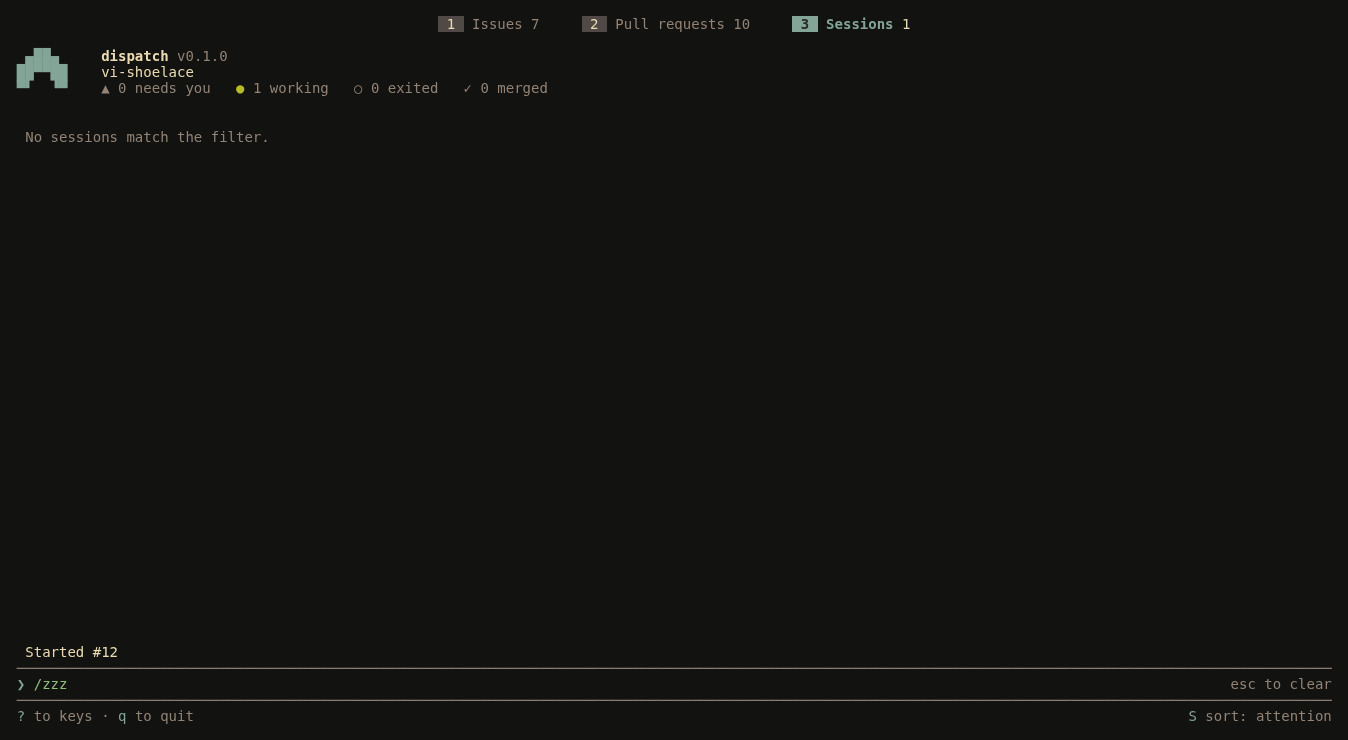 1 Issues 7 2 Pull requests 10 3 Sessions 1
dispatch v0.1.0
vi-shoelace
▲ 0 needs you ● 1 working ○ 0 exited ✓ 0 merged
No sessions match the filter.
Started #12
❯ /zzz esc to clear
? to keys · q to quit S sort: attention